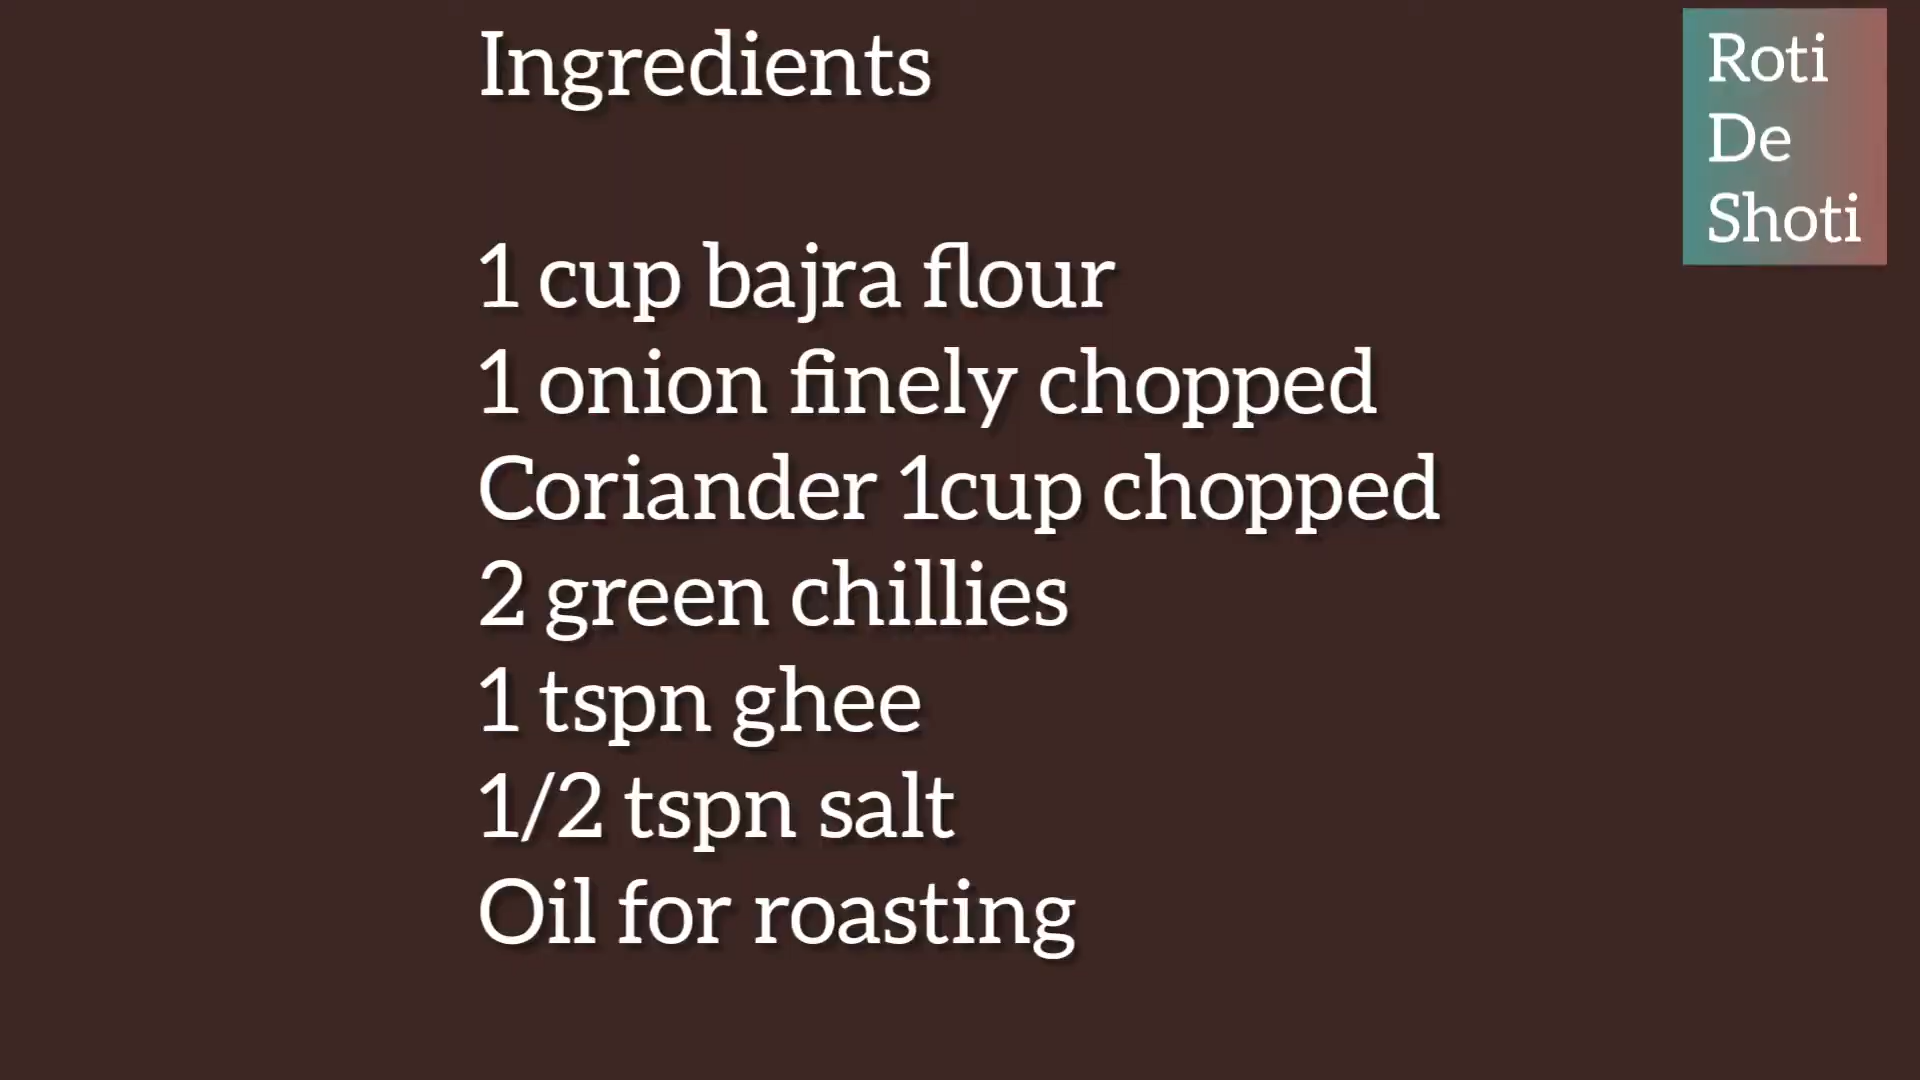 Ingredients
Roti
De
Shoti
1 cup bajra flour
1 onion finely chopped
Coriander 1cup chopped
2 green chillies
1 tspn ghee
1/2 tspn salt
Oil for roasting